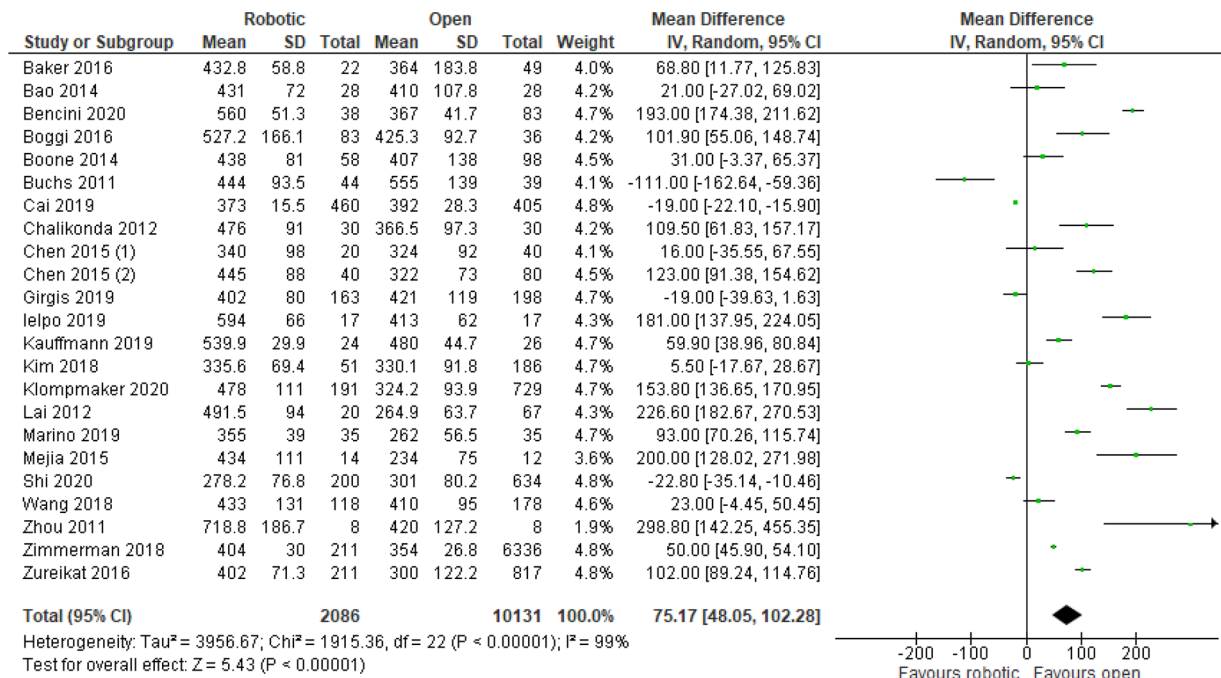 Robotic Open Mean Difference Mean Difference
Study or Subgroup Mean SD Total Mean SD Total Weight IV, Random, 95% CI IV, Random, 95% CI
Baker 2016 432.8 58.8 22 364 183.8 49 4.0% 68.80 [11.77, 125.83]
Bao 2014 431 72 28 410 107.8 28 4.2% 21.00 [-27.02, 69.02]
Bencini 2020 560 51.3 38 367 41.7 83 4.7% 193.00 [174.38, 211.62]
Boggi 2016 527.2 166.1 83 425.3 92.7 36 4.2% 101.90 [55.06, 148.74]
Boone 2014 438 81 58 407 138 98 4.5% 31.00 [-3.37, 65.37]
Buchs 2011 444 93.5 44 555 139 39 4.1% -111.00 [-162.64, -59.36]
Cai 2019 373 15.5 460 392 28.3 405 4.8% -19.00 [-22.10, -15.90]
Chalikonda 2012 476 91 30 366.5 97.3 30 4.2% 109.50 [61.83, 157.17]
Chen 2015 (1) 340 98 20 324 92 40 4.1% 16.00 [-35.55, 67.55]
Chen 2015 (2) 445 88 40 322 73 80 4.5% 123.00 [91.38, 154.62]
Girgis 2019 402 80 163 421 119 198 4.7% -19.00 [-39.63, 1.63]
Ielpo 2019 594 66 17 413 62 17 4.3% 181.00 [137.95, 224.05]
Kauffmann 2019 539.9 29.9 24 480 44.7 26 4.7% 59.90 [38.96, 80.84]
Kim 2018 335.6 69.4 51 330.1 91.8 186 4.7% 5.50 [-17.67, 28.67]
Klompmaker 2020 478 111 191 324.2 93.9 729 4.7% 153.80 [136.65, 170.95]
Lai 2012 491.5 94 20 264.9 63.7 67 4.3% 226.60 [182.67, 270.53]
Marino 2019 355 39 35 262 56.5 35 4.7% 93.00 [70.26, 115.74]
Mejia 2015 434 111 14 234 75 12 3.6% 200.00 [128.02, 271.98]
Shi 2020 278.2 76.8 200 301 80.2 634 4.8% -22.80 [-35.14, -10.46]
Wang 2018 433 131 118 410 95 178 4.6% 23.00 [-4.45, 50.45]
Zhou 2011 718.8 186.7 8 420 127.2 8 1.9% 298.80 [142.25, 455.35]
Zimmerman 2018 404 30 211 354 26.8 6336 4.8% 50.00 [45.90, 54.10]
Zureikat 2016 402 71.3 211 300 122.2 817 4.8% 102.00 [89.24, 114.76]
Total (95% CI) 2086 10131 100.0% 75.17 [48.05, 102.28]
Heterogeneity: Tau² = 3956.67; Chi² = 1915.36, df = 22 (P < 0.00001); I² = 99%
Test for overall effect: Z = 5.43 (P < 0.00001)
-200 -100 0 100 200
Favours robotic Favours open